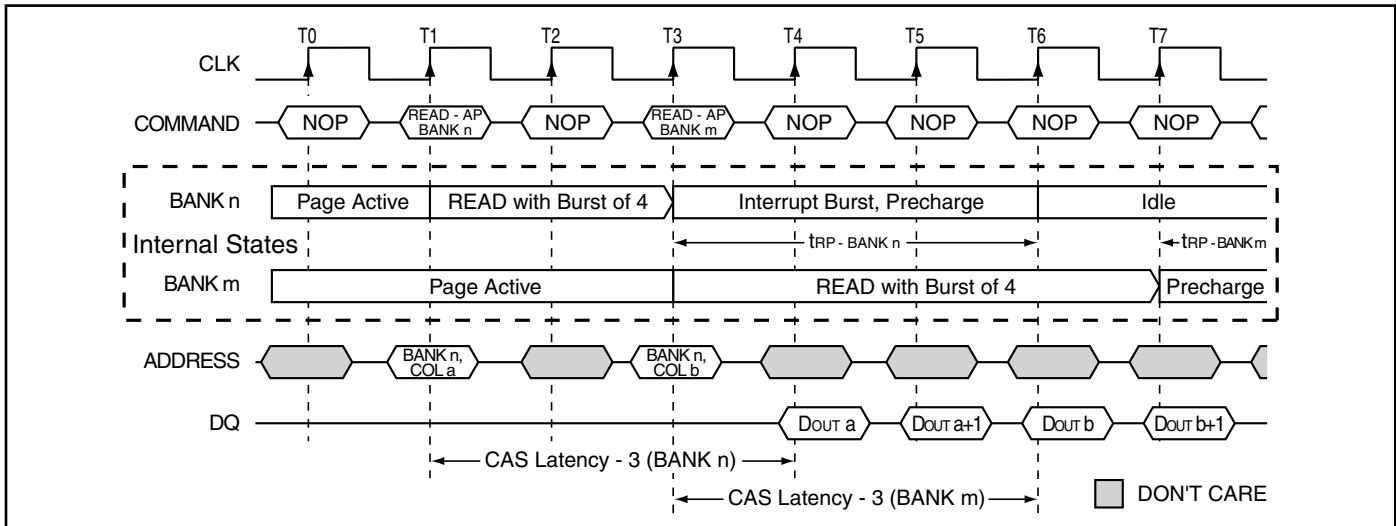 T0 T1 T2 T3 T4 T5 T6 T7
CLK
COMMAND NOP READ - AP BANK n NOP READ - AP BANK m NOP NOP NOP NOP
BANK n Page Active READ with Burst of 4 Interrupt Burst, Precharge Idle
Internal States tRP - BANK n tRP - BANK m
BANK m Page Active READ with Burst of 4 Precharge
ADDRESS BANK n, COL a BANK n, COL b
DQ DOUT a DOUT a+1 DOUT b DOUT b+1
CAS Latency - 3 (BANK n)
CAS Latency - 3 (BANK m) DON'T CARE